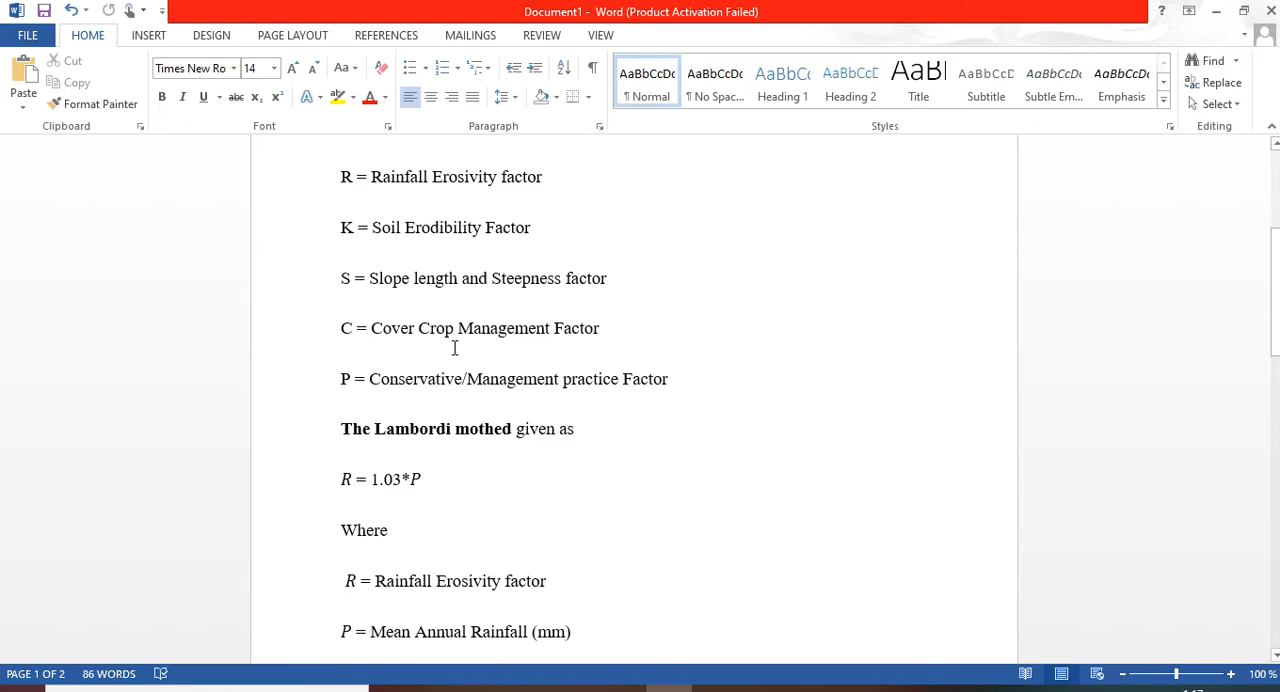 Document1 - Word (Product Activation Failed)
FILE HOME INSERT DESIGN PAGE LAYOUT REFERENCES MAILINGS REVIEW VIEW
Paste
Cut
Copy
Format Painter
Times New Ro 14
AaBbCcDc AaBbCcDc AaBbC AaBbCcC AaBl AaBbCcD AaBbCcDc AaBbCcDc
¶ Normal ¶ No Spac... Heading 1 Heading 2 Title Subtitle Subtle Em... Emphasis
Find
Replace
Select
Clipboard Font Paragraph Styles Editing
R = Rainfall Erosivity factor
K = Soil Erodibility Factor
S = Slope length and Steepness factor
C = Cover Crop Management Factor
P = Conservative/Management practice Factor
The Lambordi mothed given as
R = 1.03*P
Where
R = Rainfall Erosivity factor
P = Mean Annual Rainfall (mm)
PAGE 1 OF 2 86 WORDS 100 %